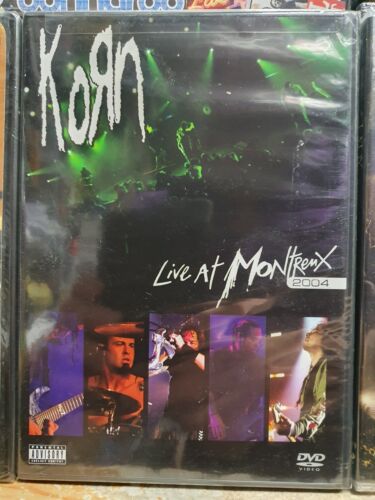 KoЯn
Live At Montreux
2004
PARENTAL
ADVISORY
EXPLICIT CONTENT
DVD
VIDEO